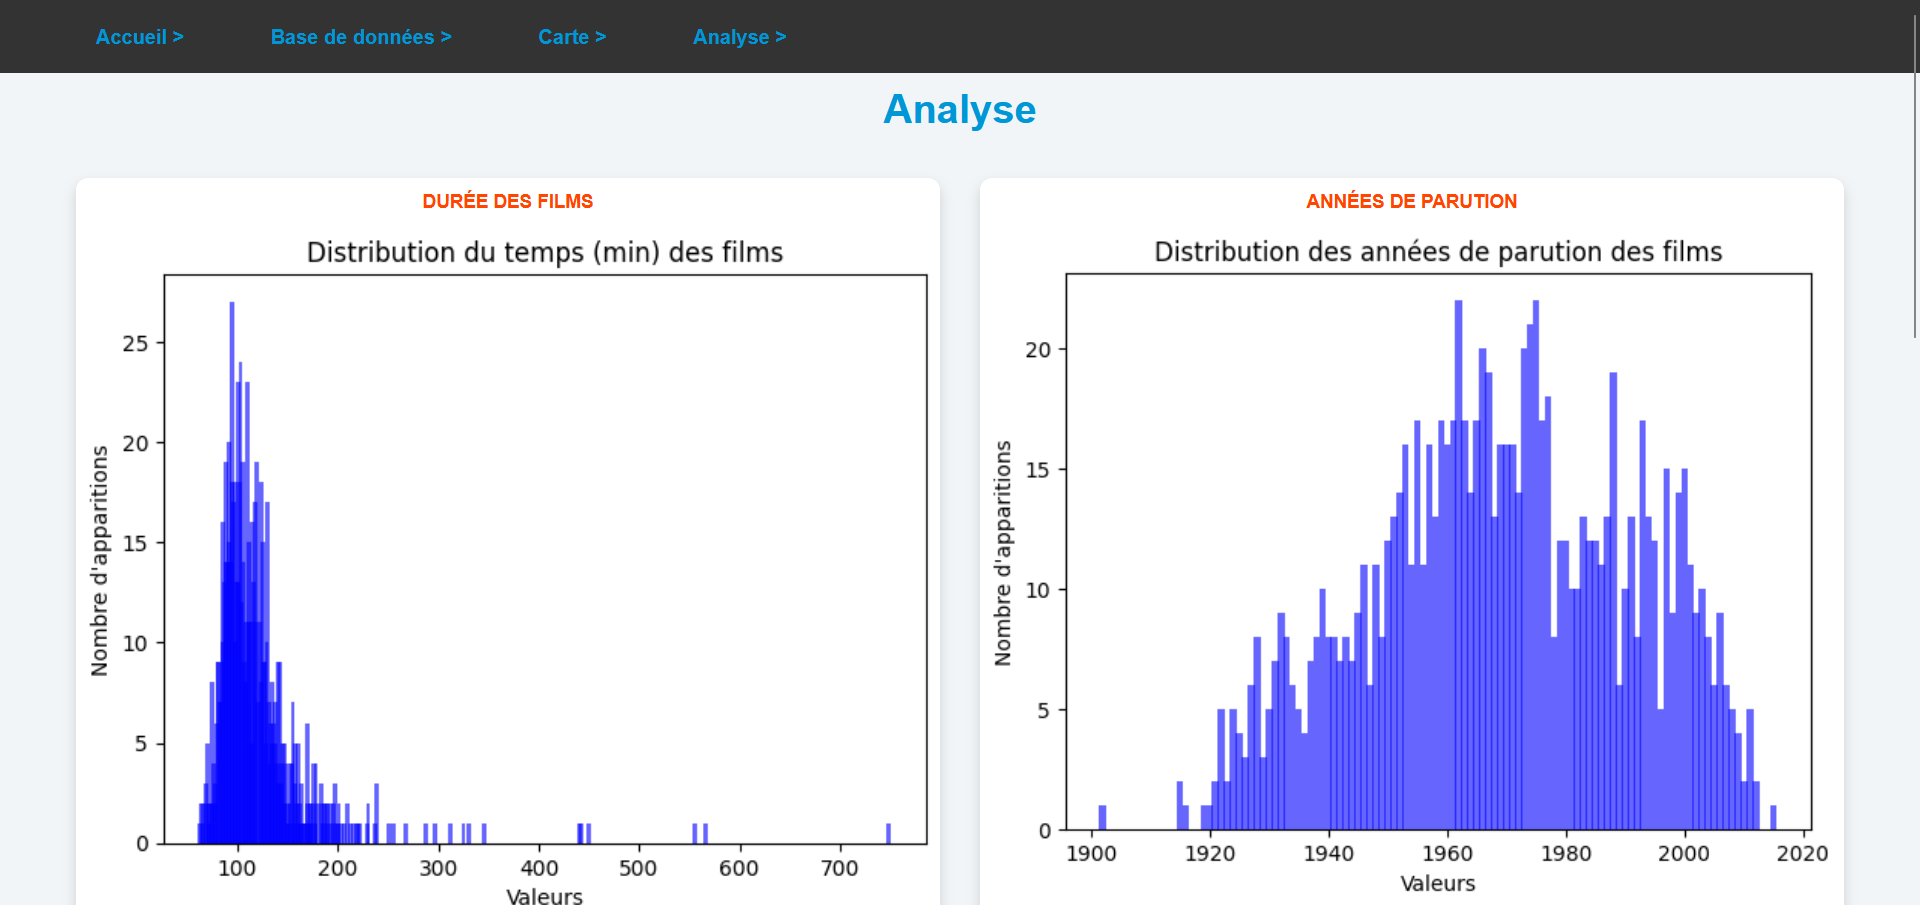 Accueil >
Base de données >
Carte >
Analyse >
Analyse
DURÉE DES FILMS
Distribution du temps (min) des films
Nombre d'apparitions
25
20
15
10
5
0
100 200 300 400 500 600 700
Valeurs
ANNÉES DE PARUTION
Distribution des années de parution des films
Nombre d'apparitions
20
15
10
5
0
1900 1920 1940 1960 1980 2000 2020
Valeurs